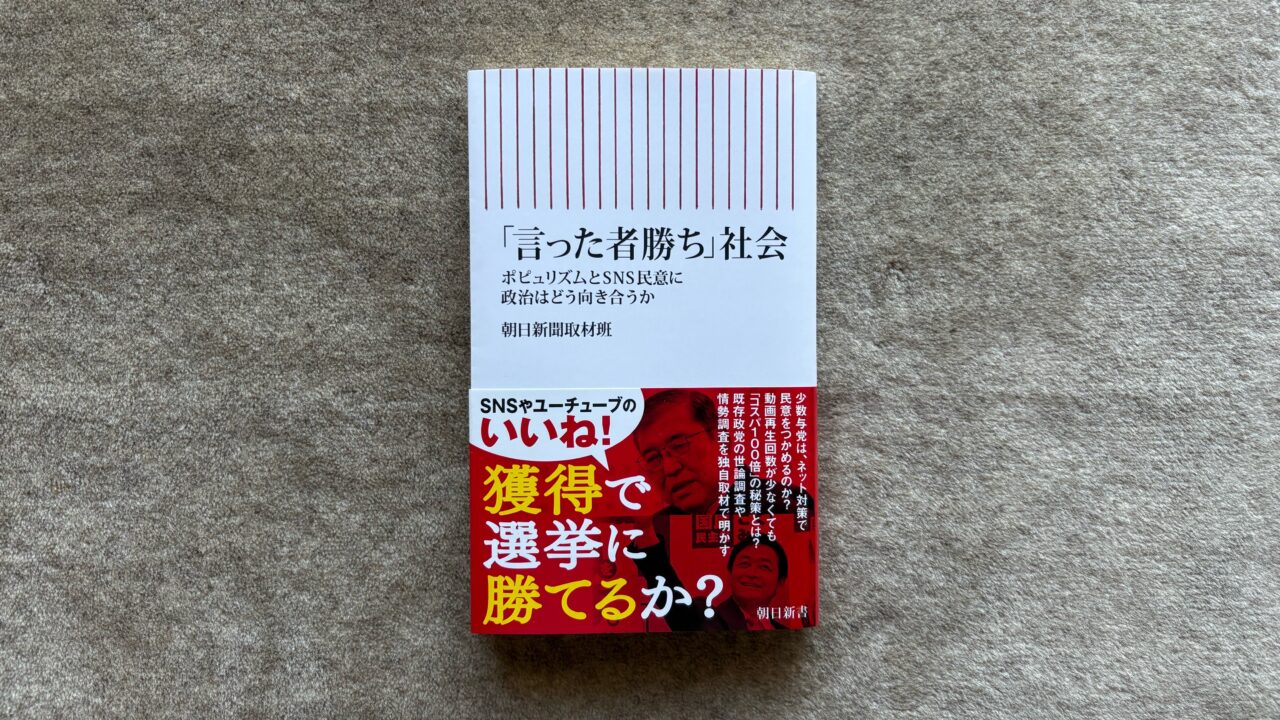 「言った者勝ち」社会
ポピュリズムとSNS民意に
政治はどう向き合うか
朝日新聞取材班
SNSやユーチューブの
いいね!
獲得で
選挙に
勝てるか?
少数与党は、ネット対策で
民意をつかめるのか?
動画再生回数が少なくても
「コスパ100倍」の秘策とは?
既存政党の世論調査や
情勢調査を独自取材で明かす
国
民主
朝日新書